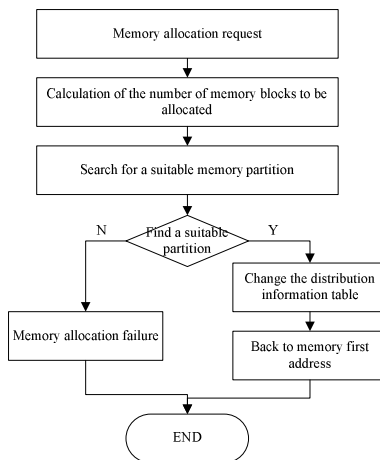 Memory allocation request
Calculation of the number of memory blocks to be
allocated
Search for a suitable memory partition
N
Find a suitable
partition
Y
Change the distribution
information table
Memory allocation failure
Back to memory first
address
END